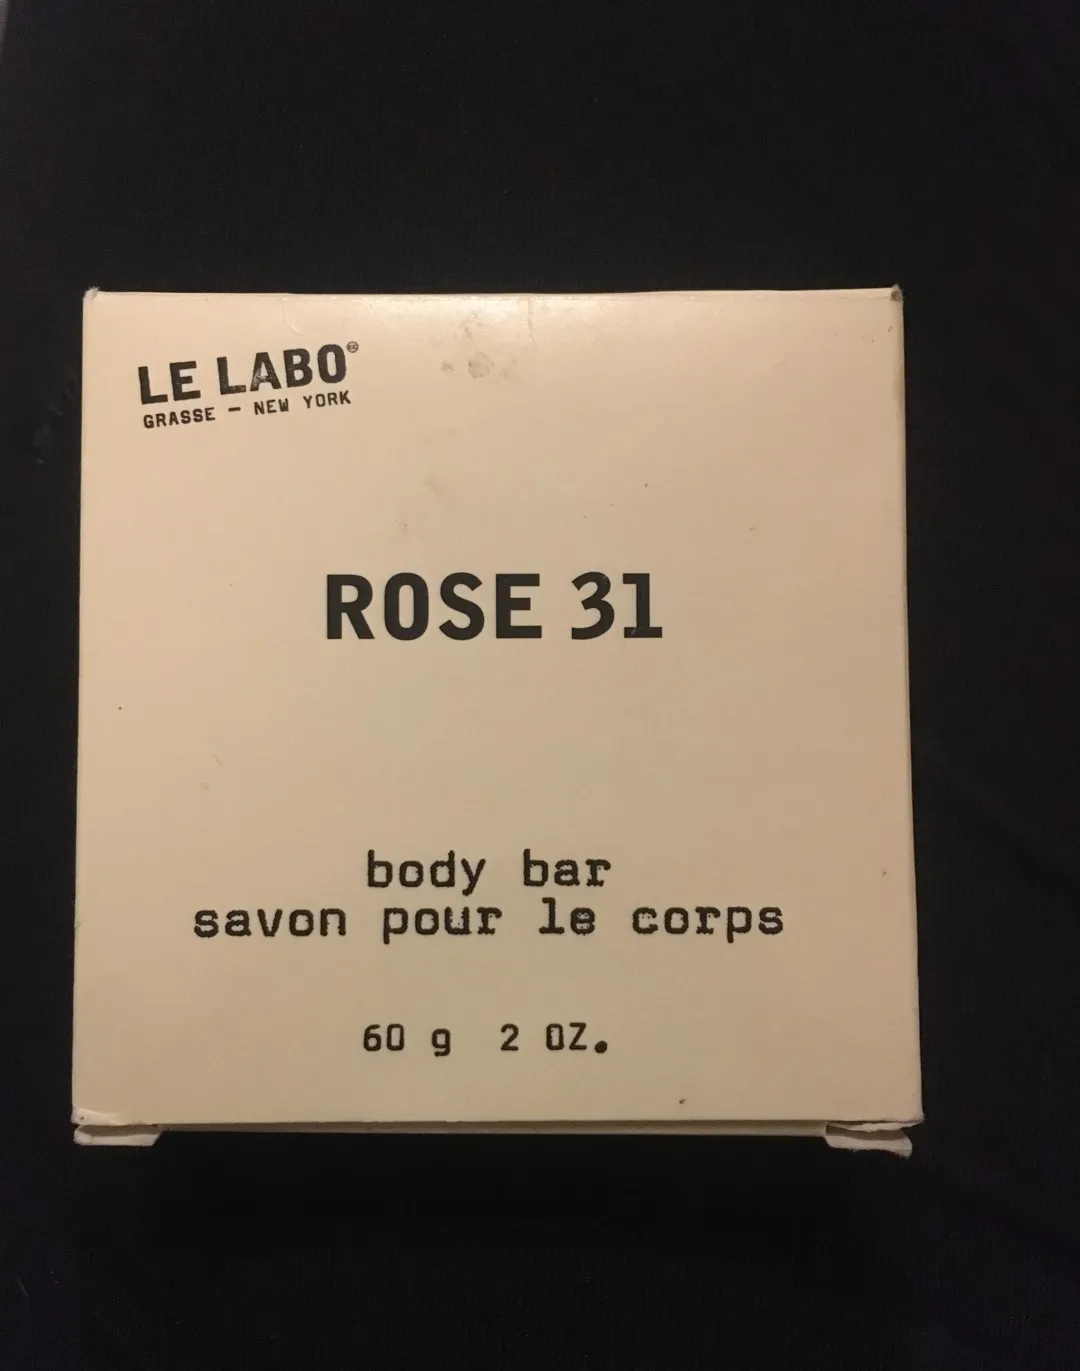 LE LABO
GRASSE — NEW YORK
ROSE 31
body bar
savon pour le corps
60 g 2 OZ.